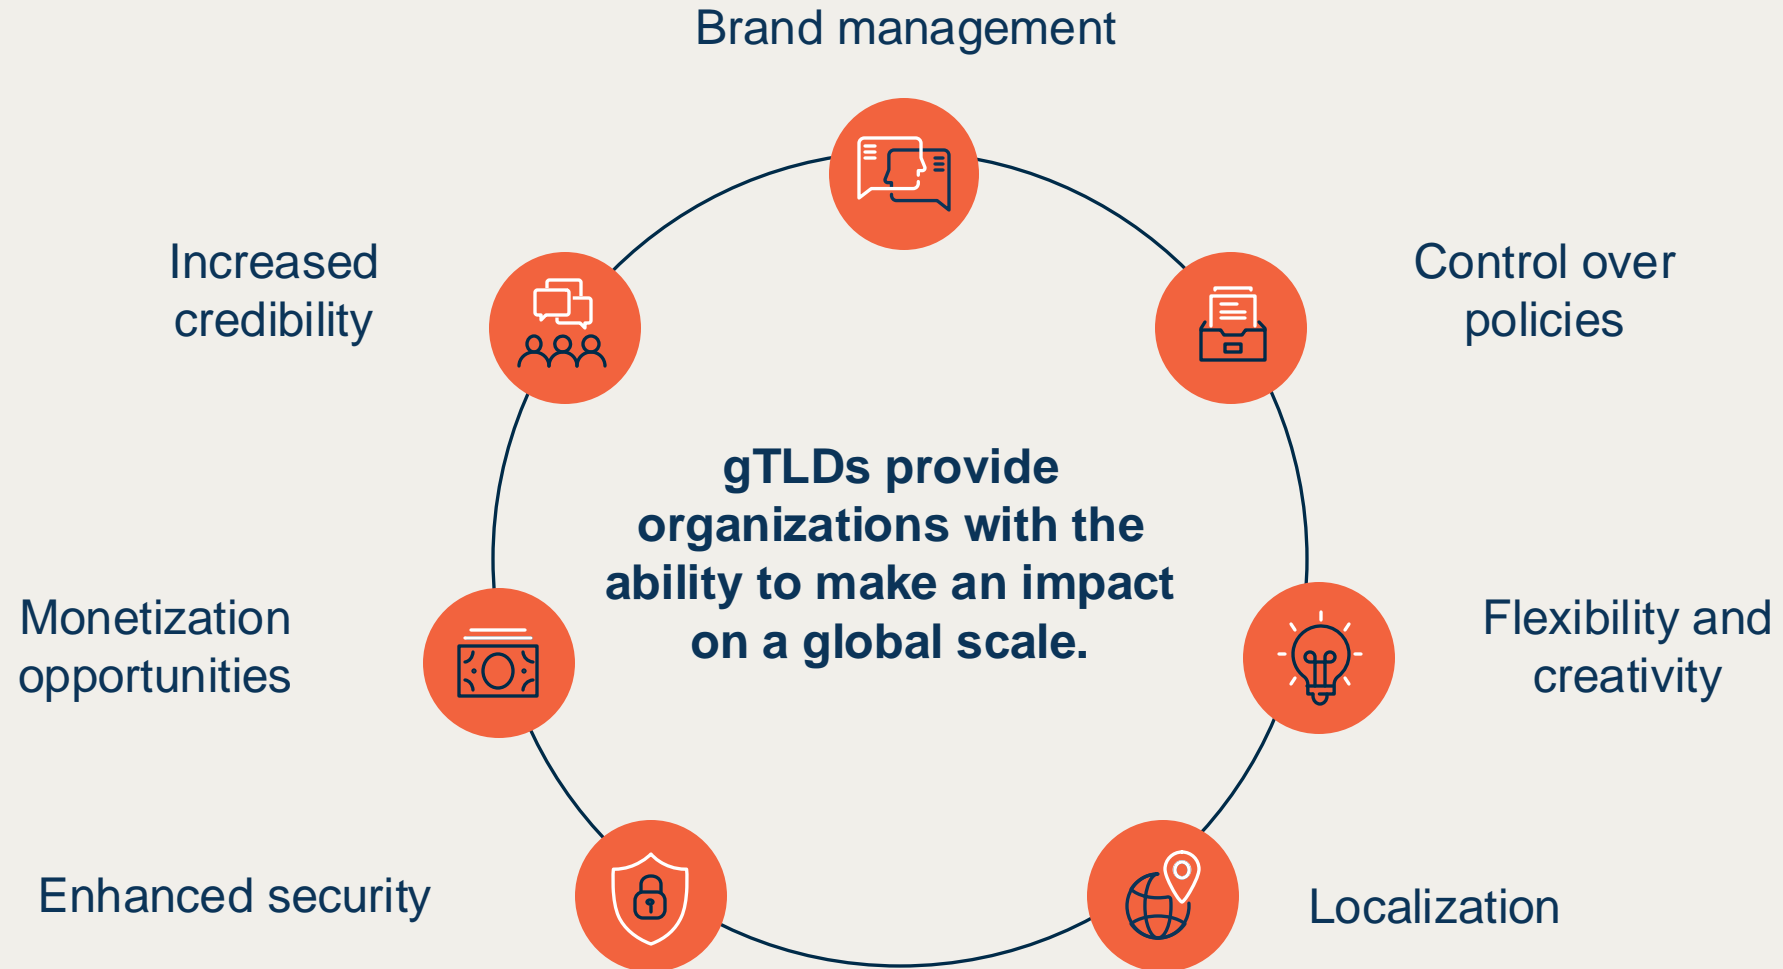 Brand management
Increased
credibility
Control over
policies
gTLDs provide
organizations with the
ability to make an impact
on a global scale.
Monetization
opportunities
Flexibility and
creativity
Enhanced security
Localization